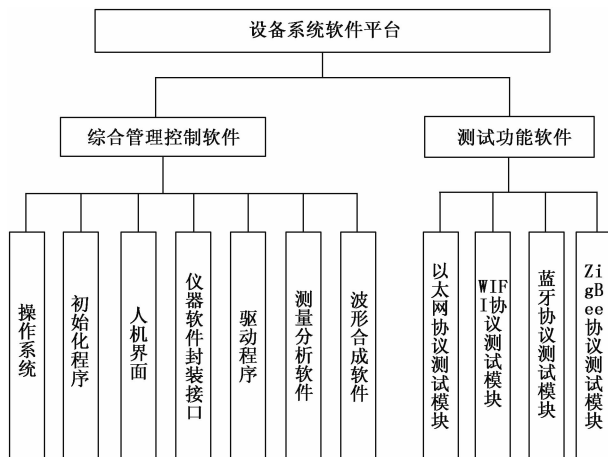 设备系统软件平台
综合管理控制软件
测试功能软件
操作系统
初始化程序
人机界面
仪器软件封装接口
驱动程序
测量分析软件
波形合成软件
以太网协议测试模块
WIFI协议测试模块
蓝牙协议测试模块
ZigBee协议测试模块